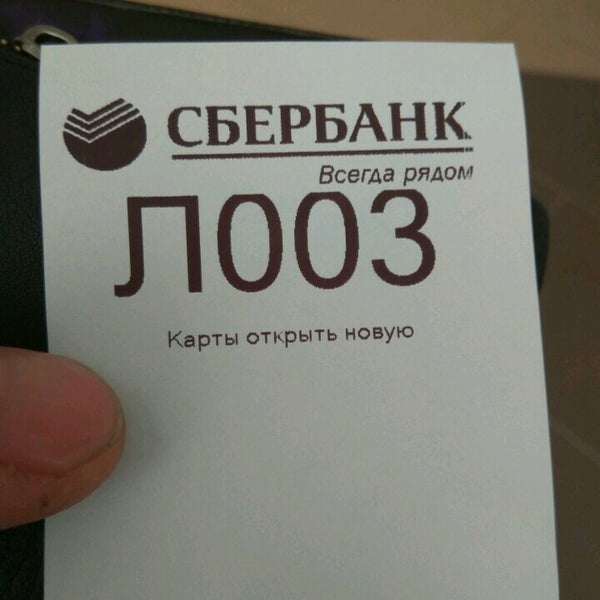 СБЕРБАНК
Всегда рядом
Л003
Карты открыть новую